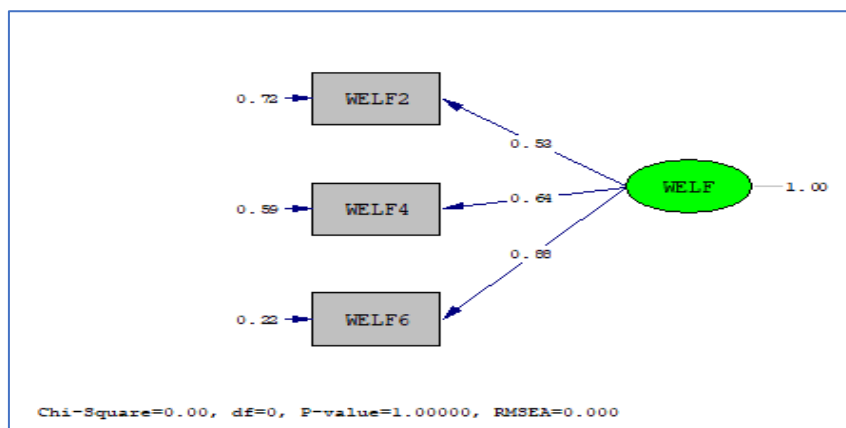 0.72 WELF2
0.53
WELF 1.00
0.59 WELF4 0.64
0.88
0.22 WELF6
Chi-Square=0.00, df=0, P-value=1.00000, RMSEA=0.000